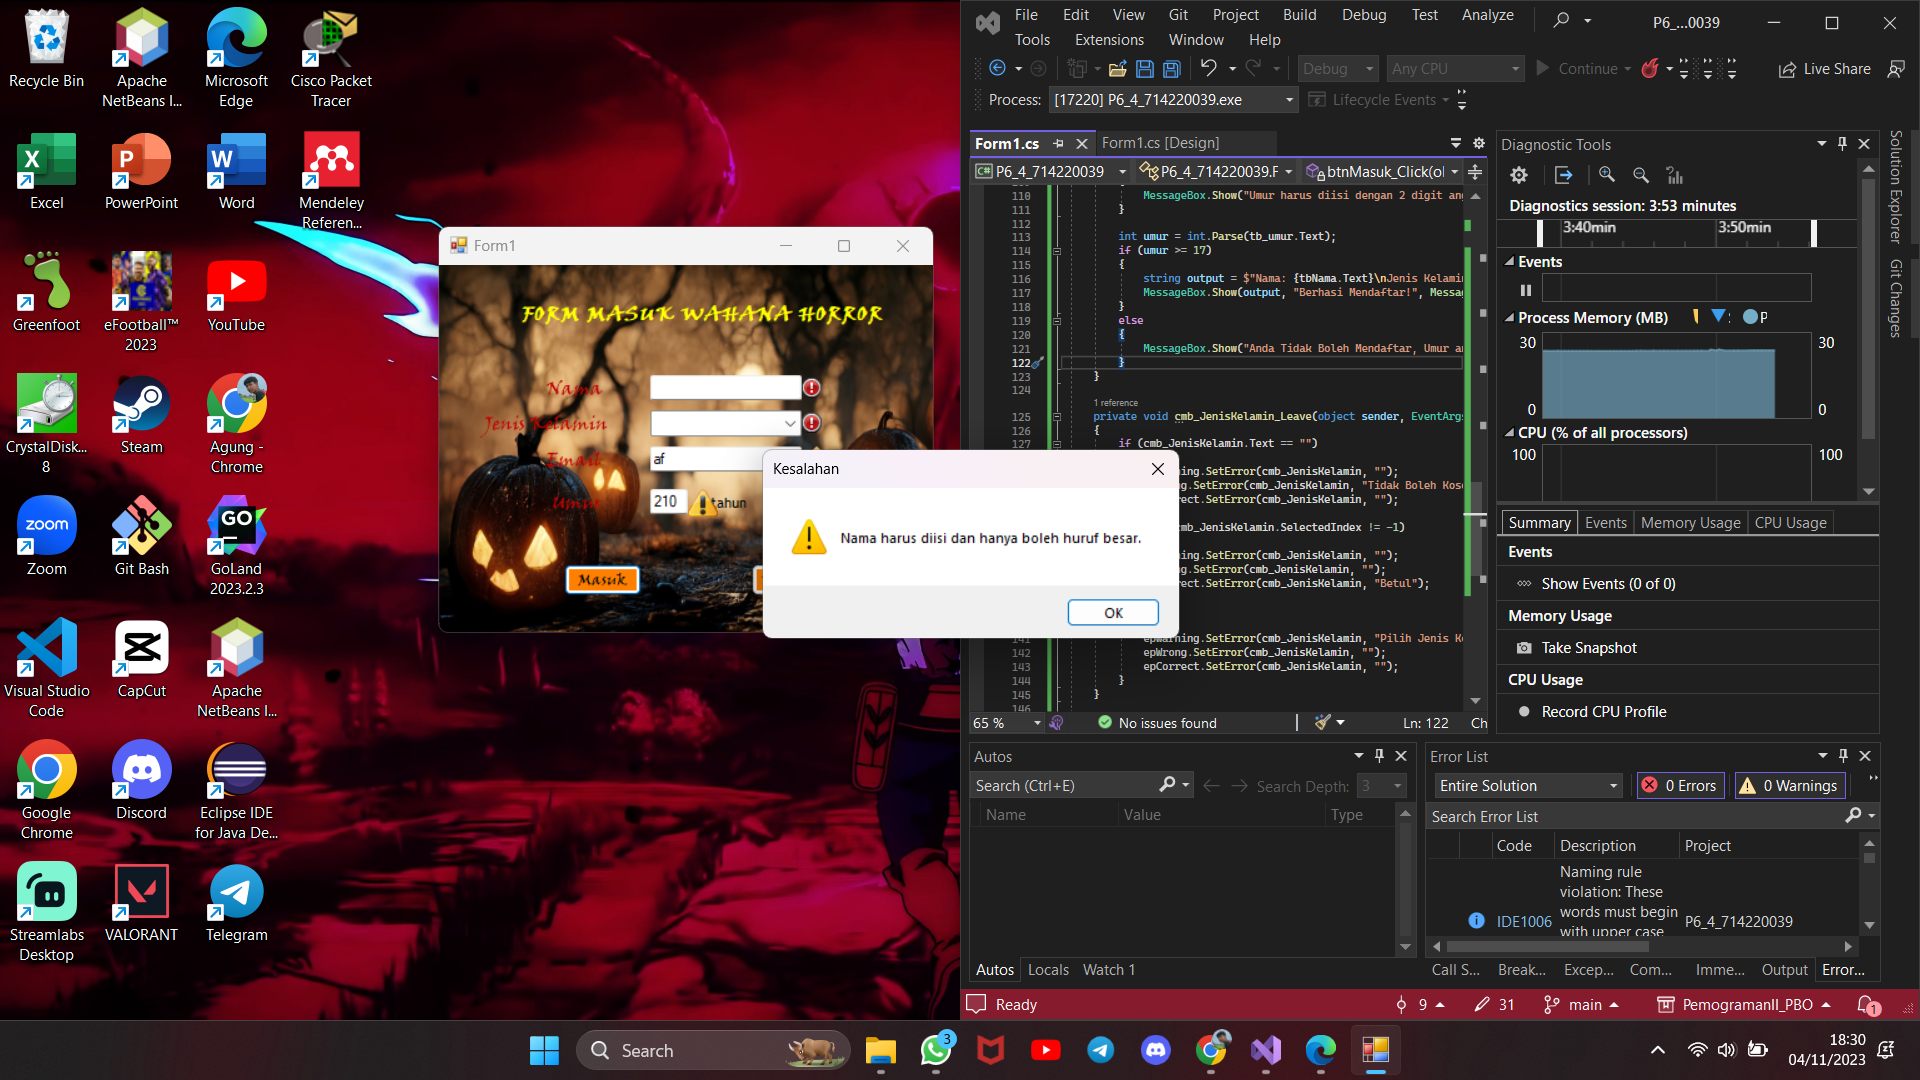 Recycle Bin
Apache NetBeans I...
Microsoft Edge
Cisco Packet Tracer
Excel
PowerPoint
Word
Mendeley Referen...
Greenfoot
eFootball™ 2023
YouTube
CrystalDisk... 8
Steam
Agung - Chrome
Zoom
Git Bash
GoLand 2023.2.3
Visual Studio Code
CapCut
Apache NetBeans I...
Google Chrome
Discord
Eclipse IDE for Java De...
Streamlabs Desktop
VALORANT
Telegram
Form1
FORM MASUK WAHANA HORROR
Nama
Jenis Kelamin
Email
af
Umur
210
tahun
Masuk
Kesalahan
Nama harus diisi dan hanya boleh huruf besar.
OK
File Edit View Git Project Build Debug Test Analyze
Tools Extensions Window Help
P6_...0039
Debug
Any CPU
Continue
Live Share
Process: [17220] P6_4_714220039.exe
Lifecycle Events
Form1.cs
Form1.cs [Design]
P6_4_714220039
P6_4_714220039.F
btnMasuk_Click(ol
110 MessageBox.Show("Umur harus diisi dengan 2 digit ang
111 }
112
113 int umur = int.Parse(tb_umur.Text);
114 if (umur >= 17)
115 {
116 string output = $"Nama: {tbNama.Text}\nJenis Kelamin
117 MessageBox.Show(output, "Berhasi Mendaftar!", Messag
118 }
119 else
120 {
121 MessageBox.Show("Anda Tidak Boleh Mendaftar, Umur an
122 }
123 }
124
1 reference
125 private void cmb_JenisKelamin_Leave(object sender, EventArgs
126 {
127 if (cmb_JenisKelamin.Text == "")
ng.SetError(cmb_JenisKelamin, "");
g.SetError(cmb_JenisKelamin, "Tidak Boleh Koso
ect.SetError(cmb_JenisKelamin, "");
mb_JenisKelamin.SelectedIndex != -1)
ing.SetError(cmb_JenisKelamin, "");
g.SetError(cmb_JenisKelamin, "");
ect.SetError(cmb_JenisKelamin, "Betul");
141 epWarning.SetError(cmb_JenisKelamin, "Pilih Jenis Ke
142 epWrong.SetError(cmb_JenisKelamin, "");
143 epCorrect.SetError(cmb_JenisKelamin, "");
144 }
145 }
146
65 %
No issues found
Ln: 122
Ch
Diagnostic Tools
Diagnostics session: 3:53 minutes
3:40min
3:50min
Events
Process Memory (MB)
P
30
30
0
0
CPU (% of all processors)
100
100
Summary Events Memory Usage CPU Usage
Events
Show Events (0 of 0)
Memory Usage
Take Snapshot
CPU Usage
Record CPU Profile
Solution Explorer
Git Changes
Autos
Search (Ctrl+E)
Search Depth: 3
Name Value Type
Autos Locals Watch 1
Error List
Entire Solution
0 Errors
0 Warnings
Search Error List
Code Description Project
IDE1006
Naming rule
violation: These
words must begin
with upper case
P6_4_714220039
Call S... Break... Excep... Com... Imme... Output Error...
Ready
9
31
main
PemogramanII_PBO
1
Search
3
18:30
04/11/2023